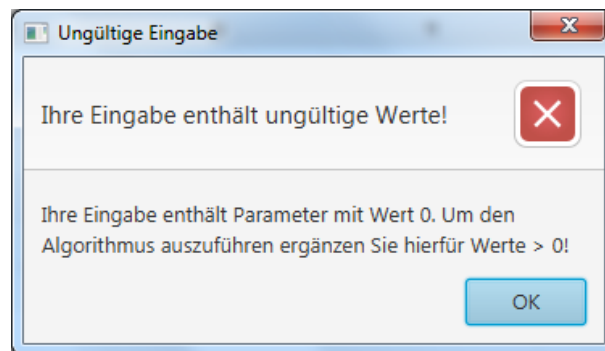 Ungültige Eingabe
Ihre Eingabe enthält ungültige Werte!
Ihre Eingabe enthält Parameter mit Wert 0. Um den
Algorithmus auszuführen ergänzen Sie hierfür Werte > 0!
OK